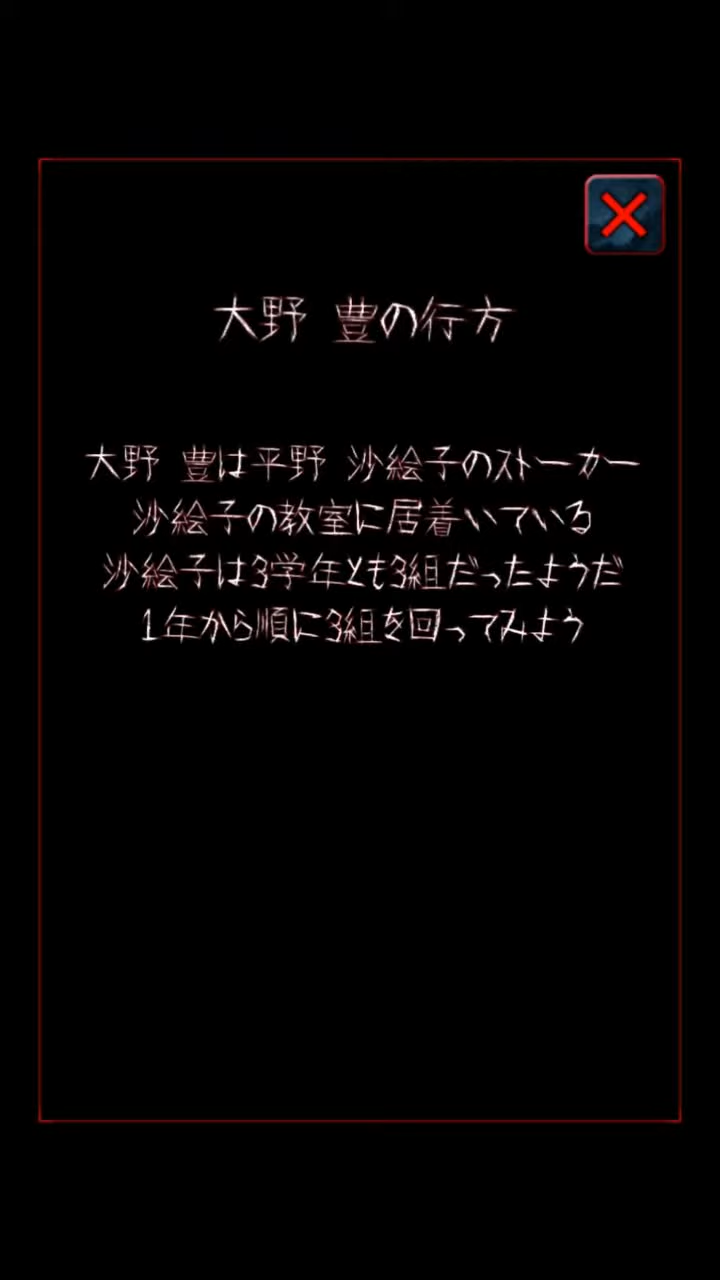 大野 豊の行方
大野 豊は平野 沙絵子のストーカー
沙絵子の教室に居着いている
沙絵子は3学年とも3組だったようだ
1年から順に3組を回ってみよう